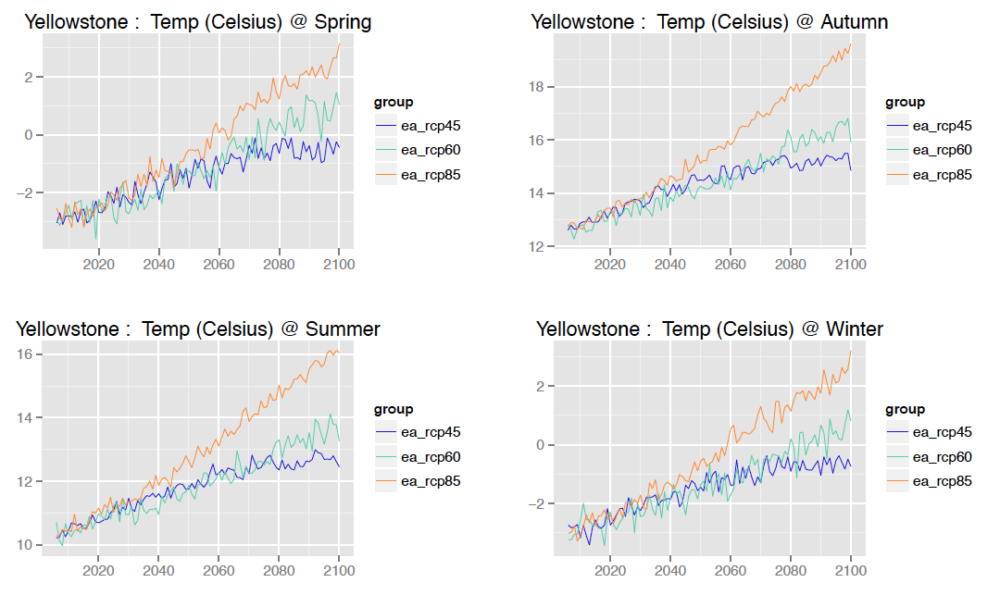 Yellowstone :  Temp (Celsius) @ Spring
2
0
−2
2020 2040 2060 2080 2100
group
ea_rcp45
ea_rcp60
ea_rcp85
Yellowstone :  Temp (Celsius) @ Autumn
18
16
14
12
2020 2040 2060 2080 2100
group
ea_rcp45
ea_rcp60
ea_rcp85
Yellowstone :  Temp (Celsius) @ Summer
16
14
12
10
2020 2040 2060 2080 2100
group
ea_rcp45
ea_rcp60
ea_rcp85
Yellowstone :  Temp (Celsius) @ Winter
2
0
−2
2020 2040 2060 2080 2100
group
ea_rcp45
ea_rcp60
ea_rcp85